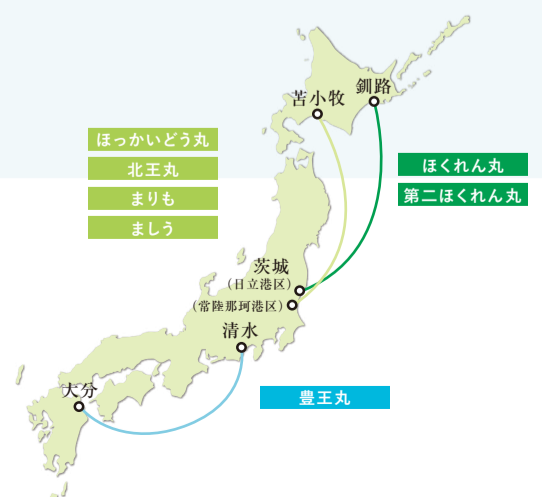 釧路
苫小牧
ほっかいどう丸
北王丸
まりも
ましう
ほくれん丸
第二ほくれん丸
茨城
(日立港区)
(常陸那珂港区)
清水
大分
豊王丸